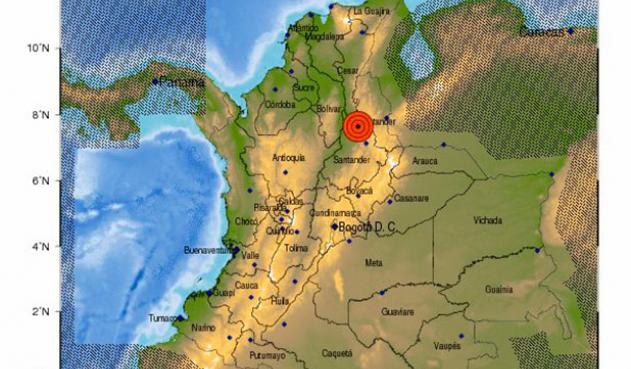 La Guajira
Atlántico
10˚N
Magdalena
Caracas
Cesar
Panamá
Sucre
Córdoba
Bolívar
8˚N
tander
Antioquia
Santander
Arauca
6˚N
Boyacá
Caldas
Casanare
Risaralda
Cundinamarca
Chocó
Vichada
Quindío
Bogotá D. C
4˚N
Buenaventura
Tolima
Valle
Meta
Cauca
Guainía
Guapi
Huila
2˚N
Guaviare
Tumaco
Nariño
Vaupés
Putumayo
Caquetá